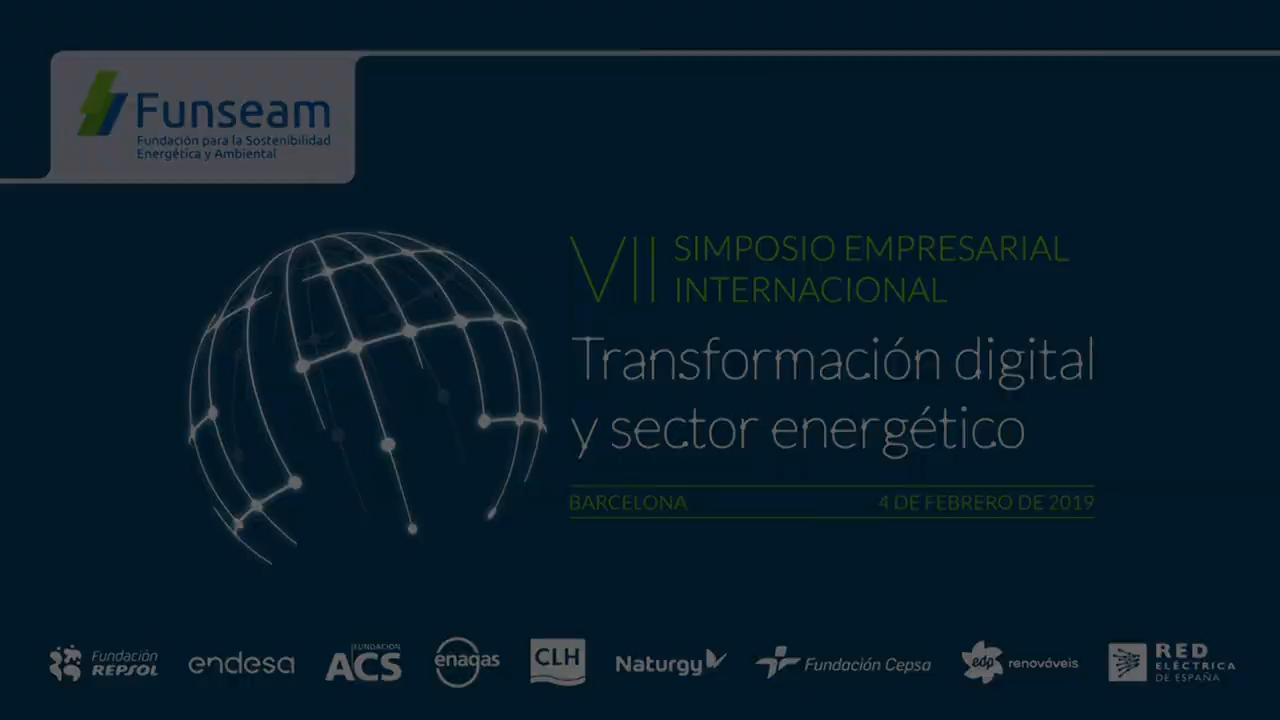 Funseam
Fundación para la Sostenibilidad
Energética y Ambiental
VII SIMPOSIO EMPRESARIAL
INTERNACIONAL
Transformación digital
y sector energético
BARCELONA 4 DE FEBRERO DE 2019
Fundación
REPSOL
endesa
FUNDACIÓN
ACS
enagas
CLH
Naturgy
Fundación Cepsa
edp renováveis
RED
ELÉCTRICA
DE ESPAÑA